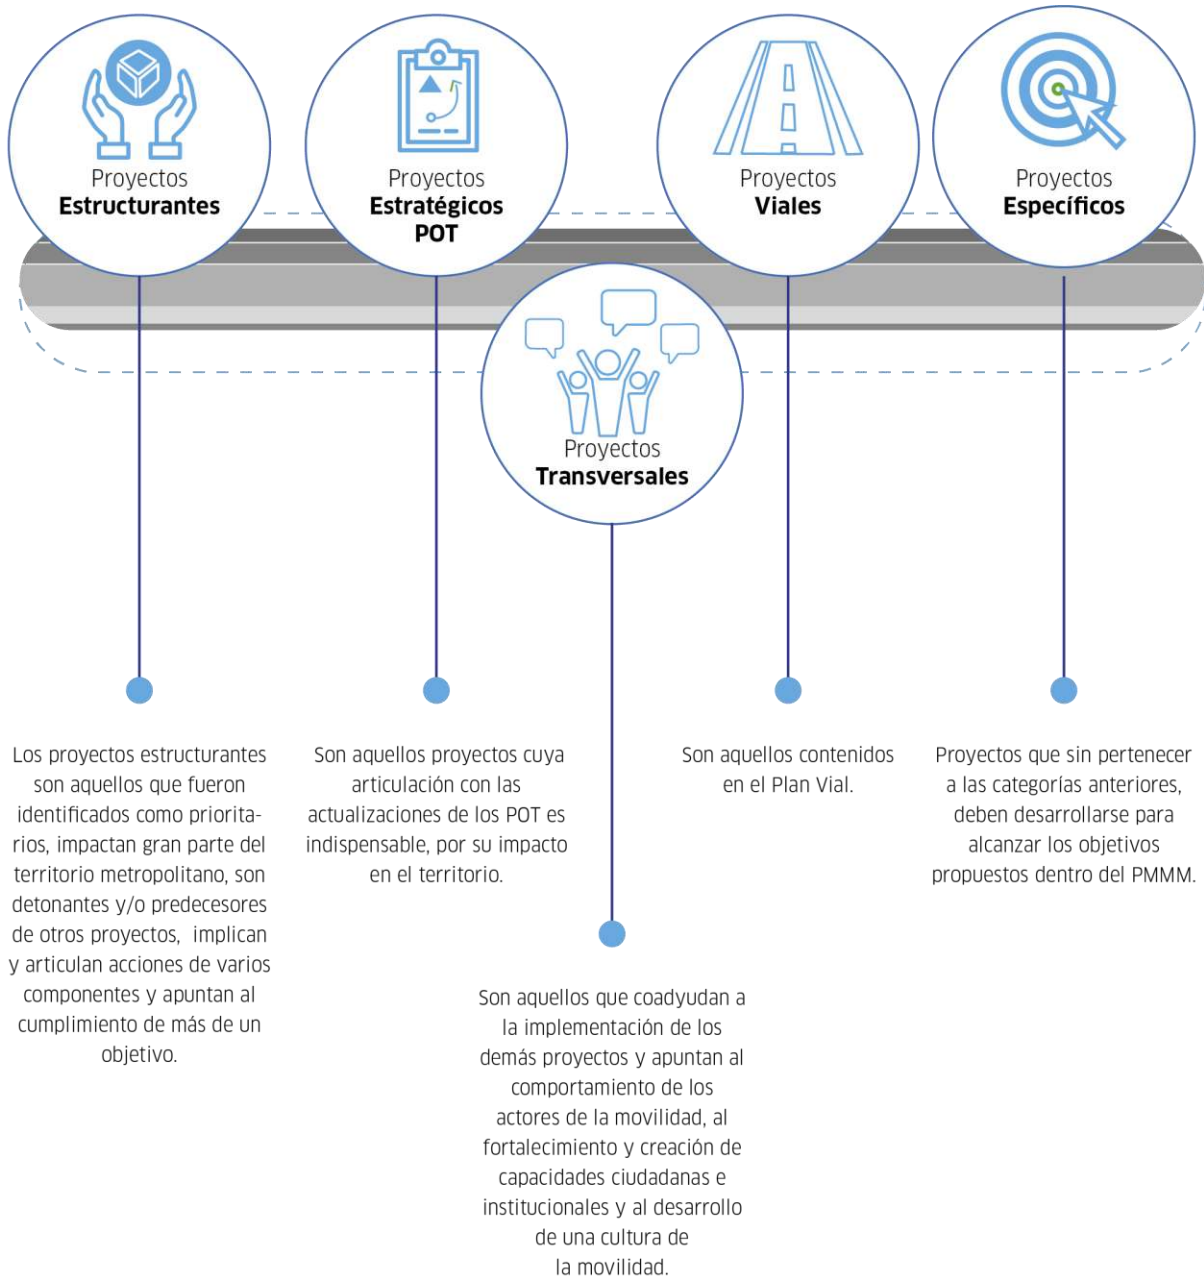 Proyectos
Estructurantes
Proyectos
Estratégicos
POT
Proyectos
Transversales
Proyectos
Viales
Proyectos
Específicos
Los proyectos estructurantes
son aquellos que fueron
identificados como priorita-
rios, impactan gran parte del
territorio metropolitano, son
detonantes y/o predecesores
de otros proyectos, implican
y articulan acciones de varios
componentes y apuntan al
cumplimiento de más de un
objetivo.
Son aquellos proyectos cuya
articulación con las
actualizaciones de los POT es
indispensable, por su impacto
en el territorio.
Son aquellos que coadyudan a
la implementación de los
demás proyectos y apuntan al
comportamiento de los
actores de la movilidad, al
fortalecimiento y creación de
capacidades ciudadanas e
institucionales y al desarrollo
de una cultura de
la movilidad.
Son aquellos contenidos
en el Plan Vial.
Proyectos que sin pertenecer
a las categorías anteriores,
deben desarrollarse para
alcanzar los objetivos
propuestos dentro del PMMM.